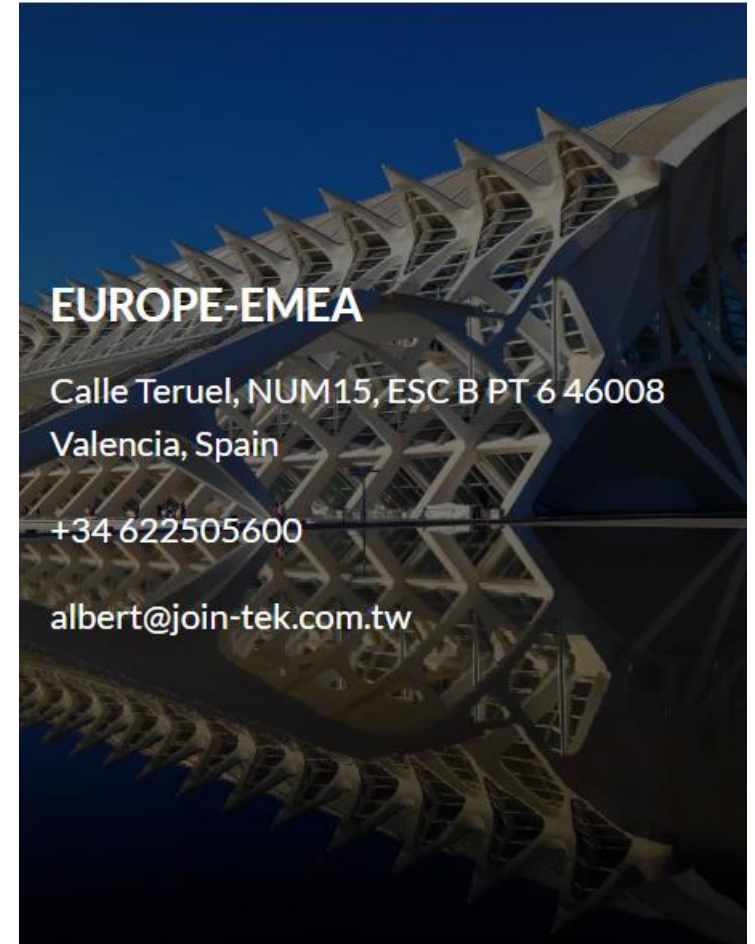 EUROPE-EMEA
Calle Teruel, NUM15, ESC B PT 6 46008
Valencia, Spain
+34 622505600
albert@join-tek.com.tw